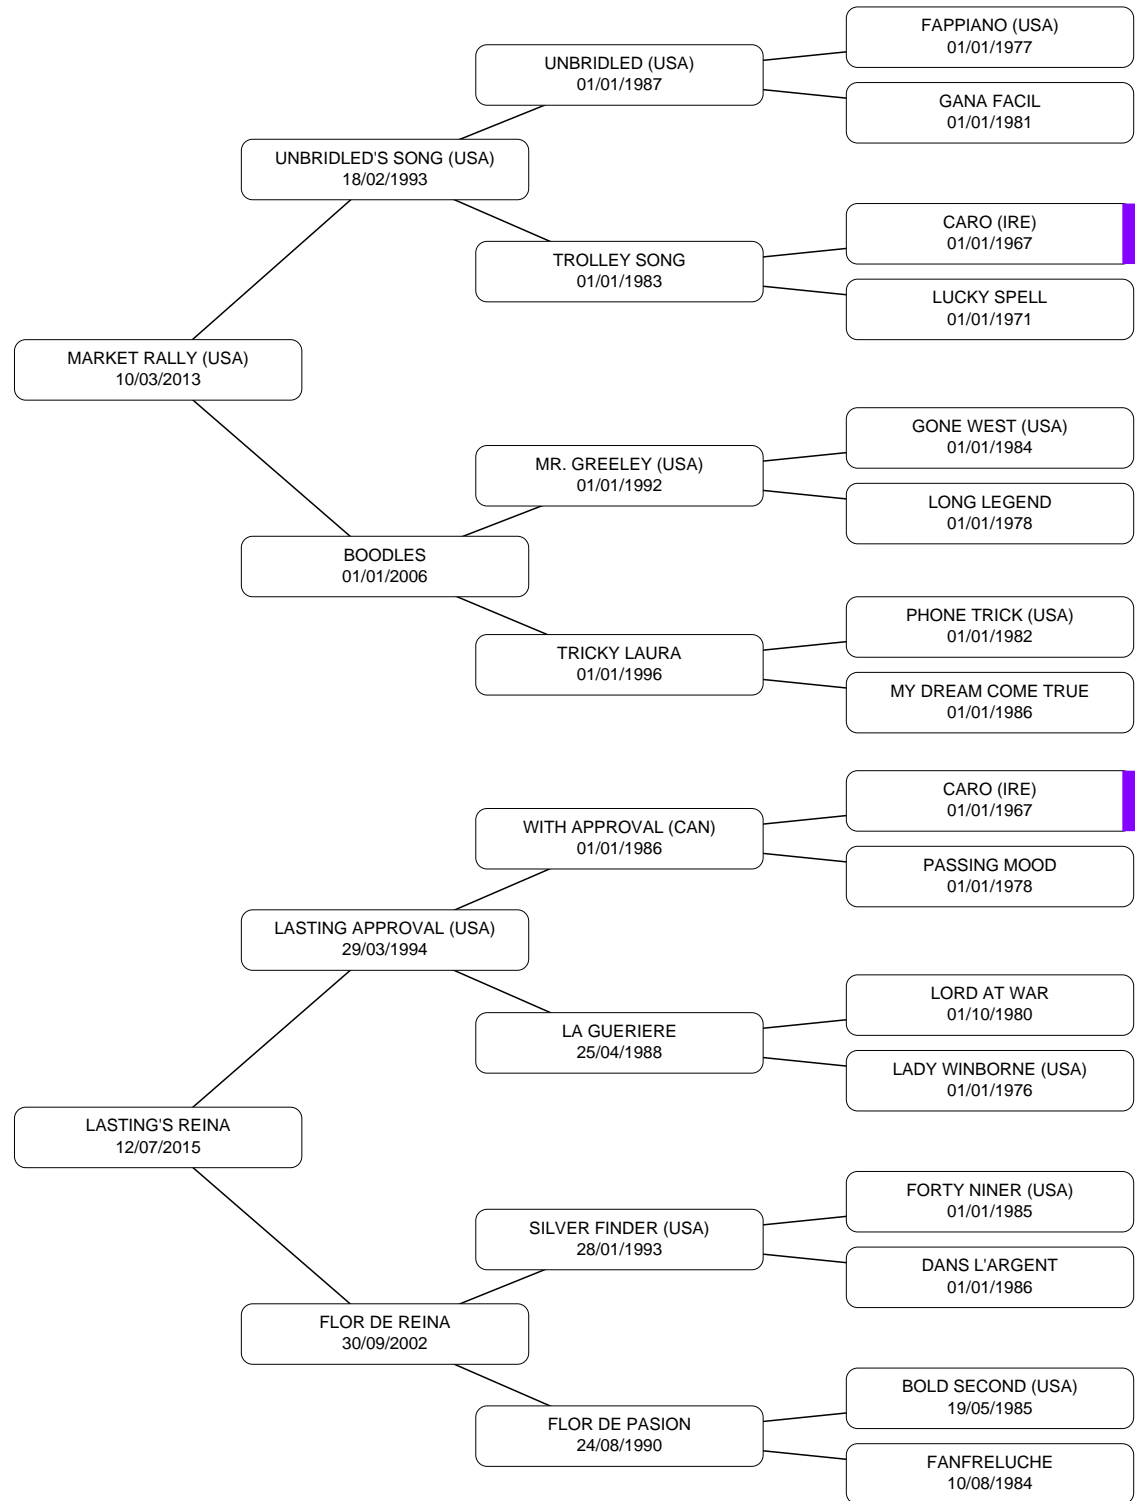 FAPPIANO (USA)
01/01/1977
UNBRIDLED (USA)
01/01/1987
GANA FACIL
01/01/1981
UNBRIDLED'S SONG (USA)
18/02/1993
CARO (IRE)
01/01/1967
TROLLEY SONG
01/01/1983
LUCKY SPELL
01/01/1971
MARKET RALLY (USA)
10/03/2013
GONE WEST (USA)
01/01/1984
MR. GREELEY (USA)
01/01/1992
LONG LEGEND
01/01/1978
BOODLES
01/01/2006
PHONE TRICK (USA)
01/01/1982
TRICKY LAURA
01/01/1996
MY DREAM COME TRUE
01/01/1986
CARO (IRE)
01/01/1967
WITH APPROVAL (CAN)
01/01/1986
PASSING MOOD
01/01/1978
LASTING APPROVAL (USA)
29/03/1994
LORD AT WAR
01/10/1980
LA GUERIERE
25/04/1988
LADY WINBORNE (USA)
01/01/1976
LASTING'S REINA
12/07/2015
FORTY NINER (USA)
01/01/1985
SILVER FINDER (USA)
28/01/1993
DANS L'ARGENT
01/01/1986
FLOR DE REINA
30/09/2002
BOLD SECOND (USA)
19/05/1985
FLOR DE PASION
24/08/1990
FANFRELUCHE
10/08/1984